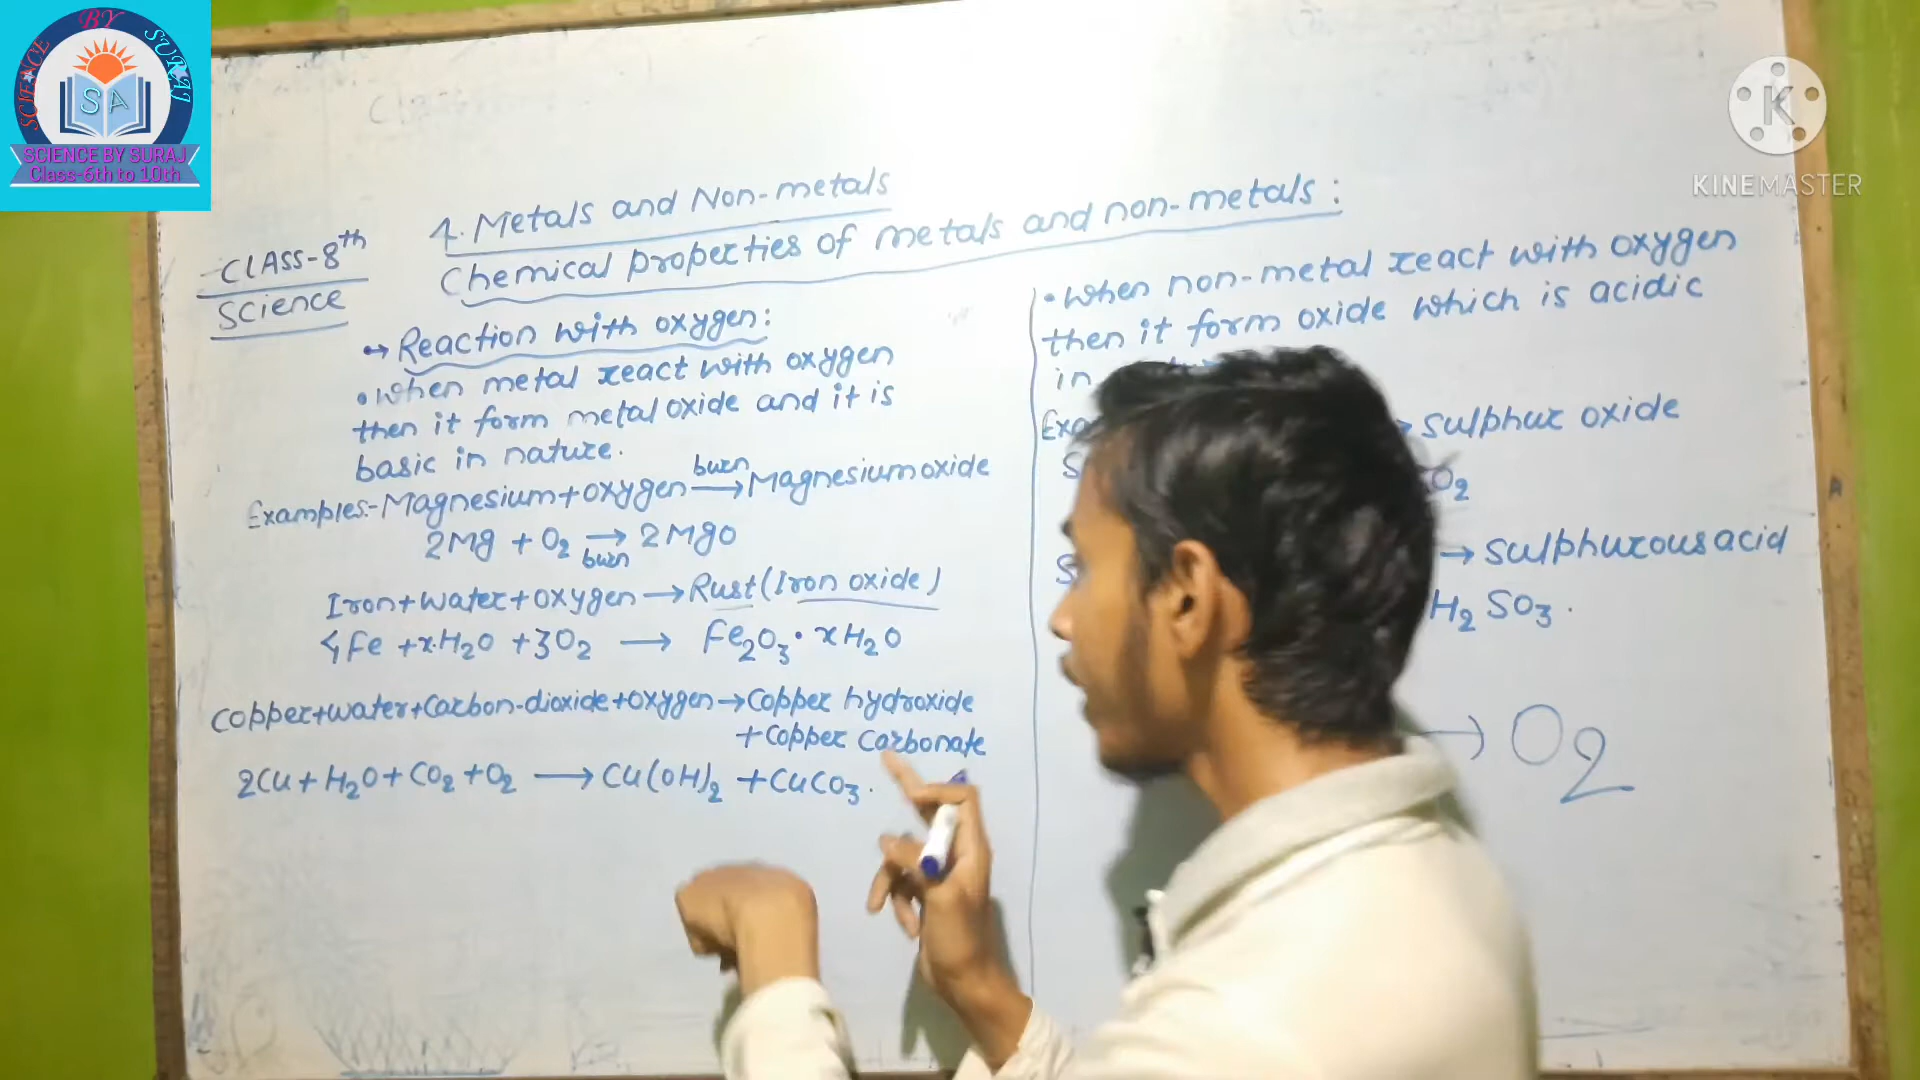 SCIENCE BY SURAJ
SA
SCIENCE BY SURAJ
Class-6th to 10th
K
KINEMASTER
CLASS-8th
Science
4. Metals and Non-metals
Chemical properties of metals and non-metals:
→ Reaction with oxygen:
• When metal react with oxygen
then it form metal oxide and it is
basic in nature.
Examples:- Magnesium + oxygen burn→ Magnesium oxide
2Mg + O2 →burn 2MgO
Iron + water + oxygen → Rust (Iron oxide)
4Fe + x.H2O + 3O2 → Fe2O3 • xH2O
Copper + water + Carbon-dioxide + oxygen → Copper hydroxide
+ Copper Carbonate
2Cu + H2O + CO2 + O2 → Cu(OH)2 + CuCO3.
• When non-metal react with oxygen
then it form oxide which is acidic
in
→ Sulphur oxide
O2
→ Sulphurous acid
H2SO3.
→ O2